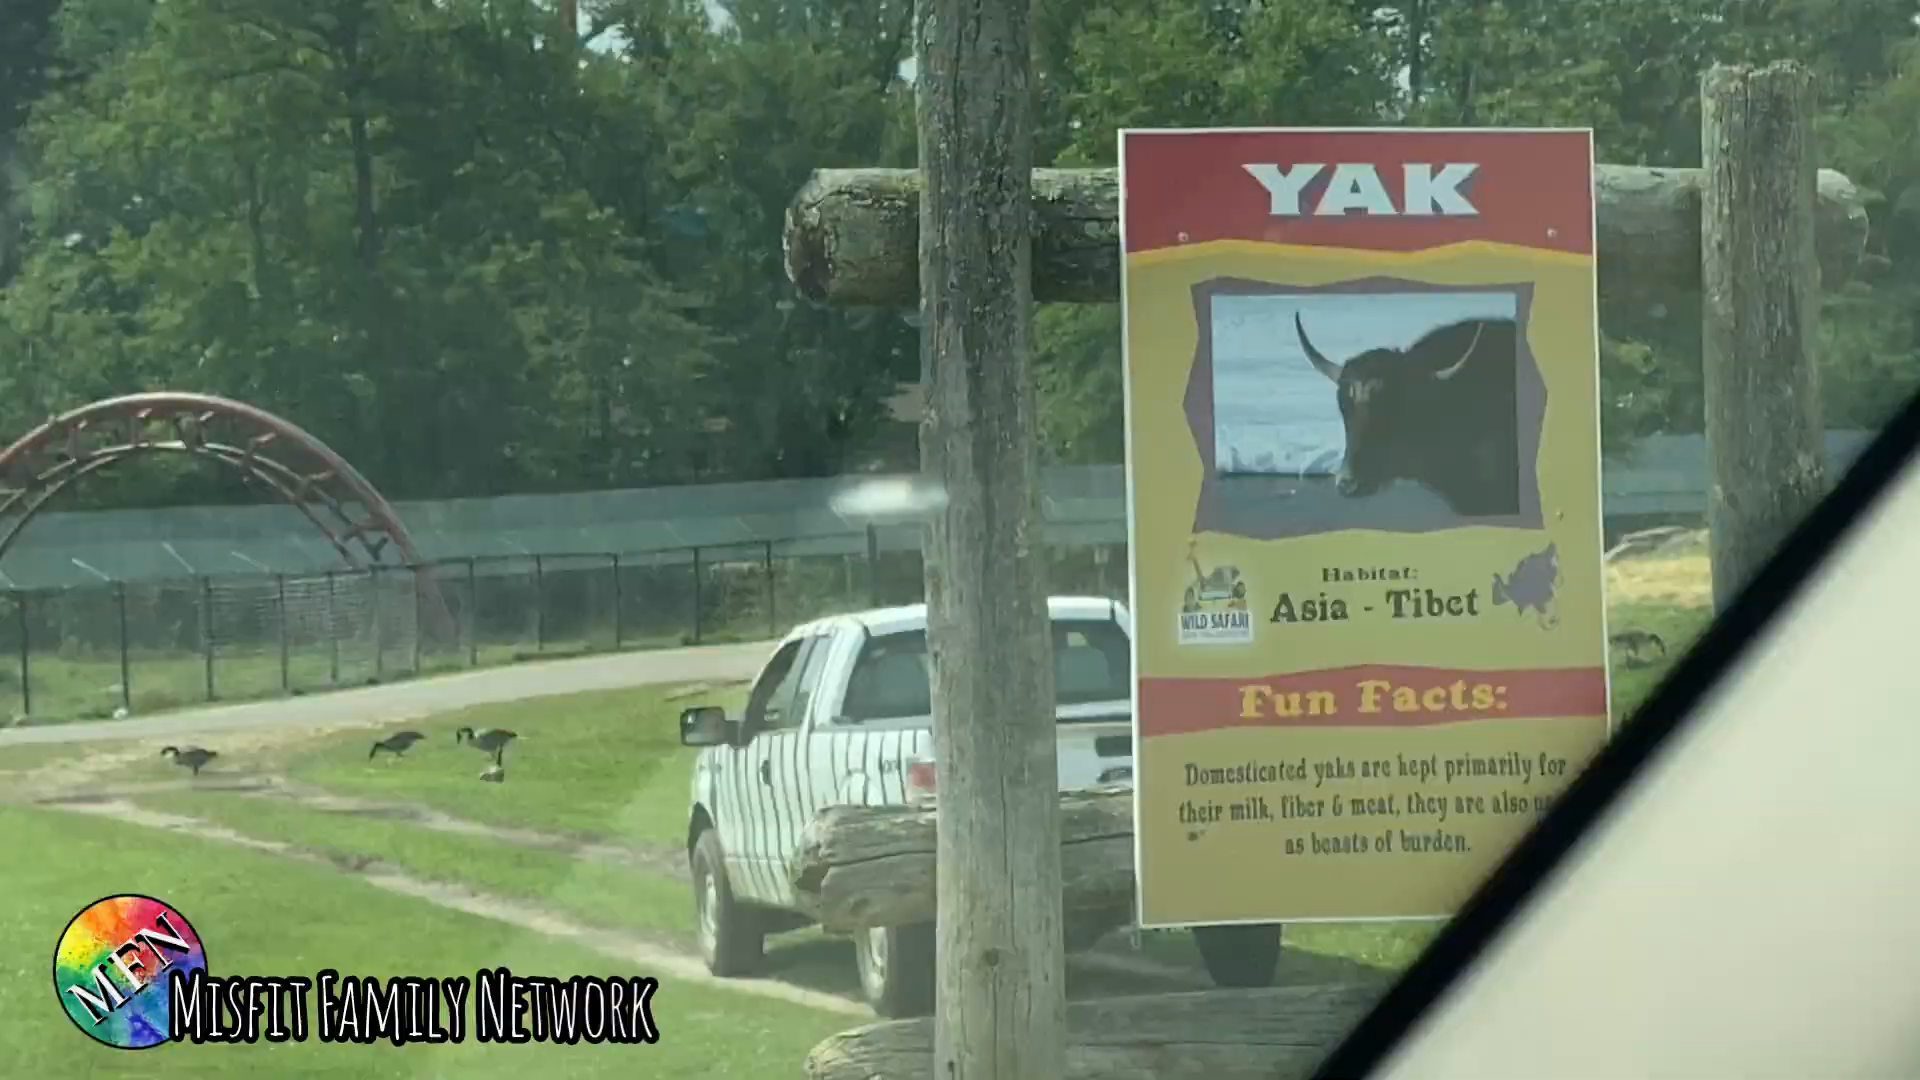 YAK
Habitat:
Asia - Tibet
WILD SAFARI
Fun Facts:
Domesticated yaks are kept primarily for
their milk, fiber & meat, they are also
as beasts of burden.
MFN
MISFIT FAMILY NETWORK